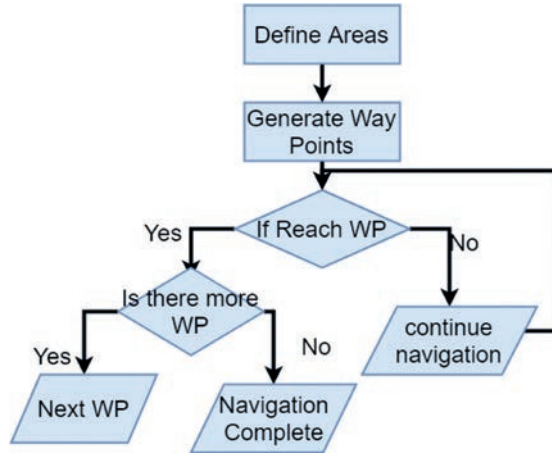 Define Areas
Generate Way
Points
If Reach WP
Yes
No
Is there more
WP
continue
navigation
Yes
No
Next WP
Navigation
Complete